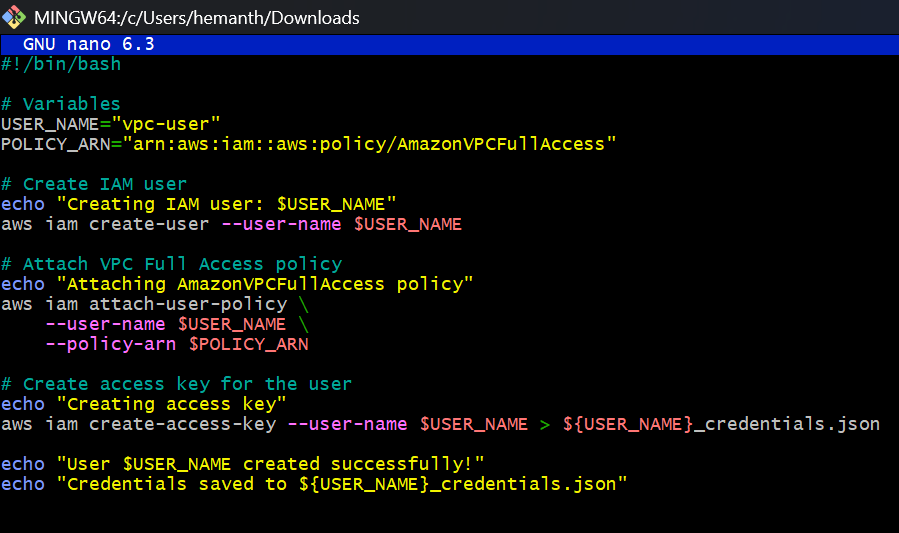 MINGW64:/c/Users/hemanth/Downloads
GNU nano 6.3
#!/bin/bash
# Variables
USER_NAME="vpc-user"
POLICY_ARN="arn:aws:iam::aws:policy/AmazonVPCFullAccess"
# Create IAM user
echo "Creating IAM user: $USER_NAME"
aws iam create-user --user-name $USER_NAME
# Attach VPC Full Access policy
echo "Attaching AmazonVPCFullAccess policy"
aws iam attach-user-policy \
    --user-name $USER_NAME \
    --policy-arn $POLICY_ARN
# Create access key for the user
echo "Creating access key"
aws iam create-access-key --user-name $USER_NAME > ${USER_NAME}_credentials.json
echo "User $USER_NAME created successfully!"
echo "Credentials saved to ${USER_NAME}_credentials.json"